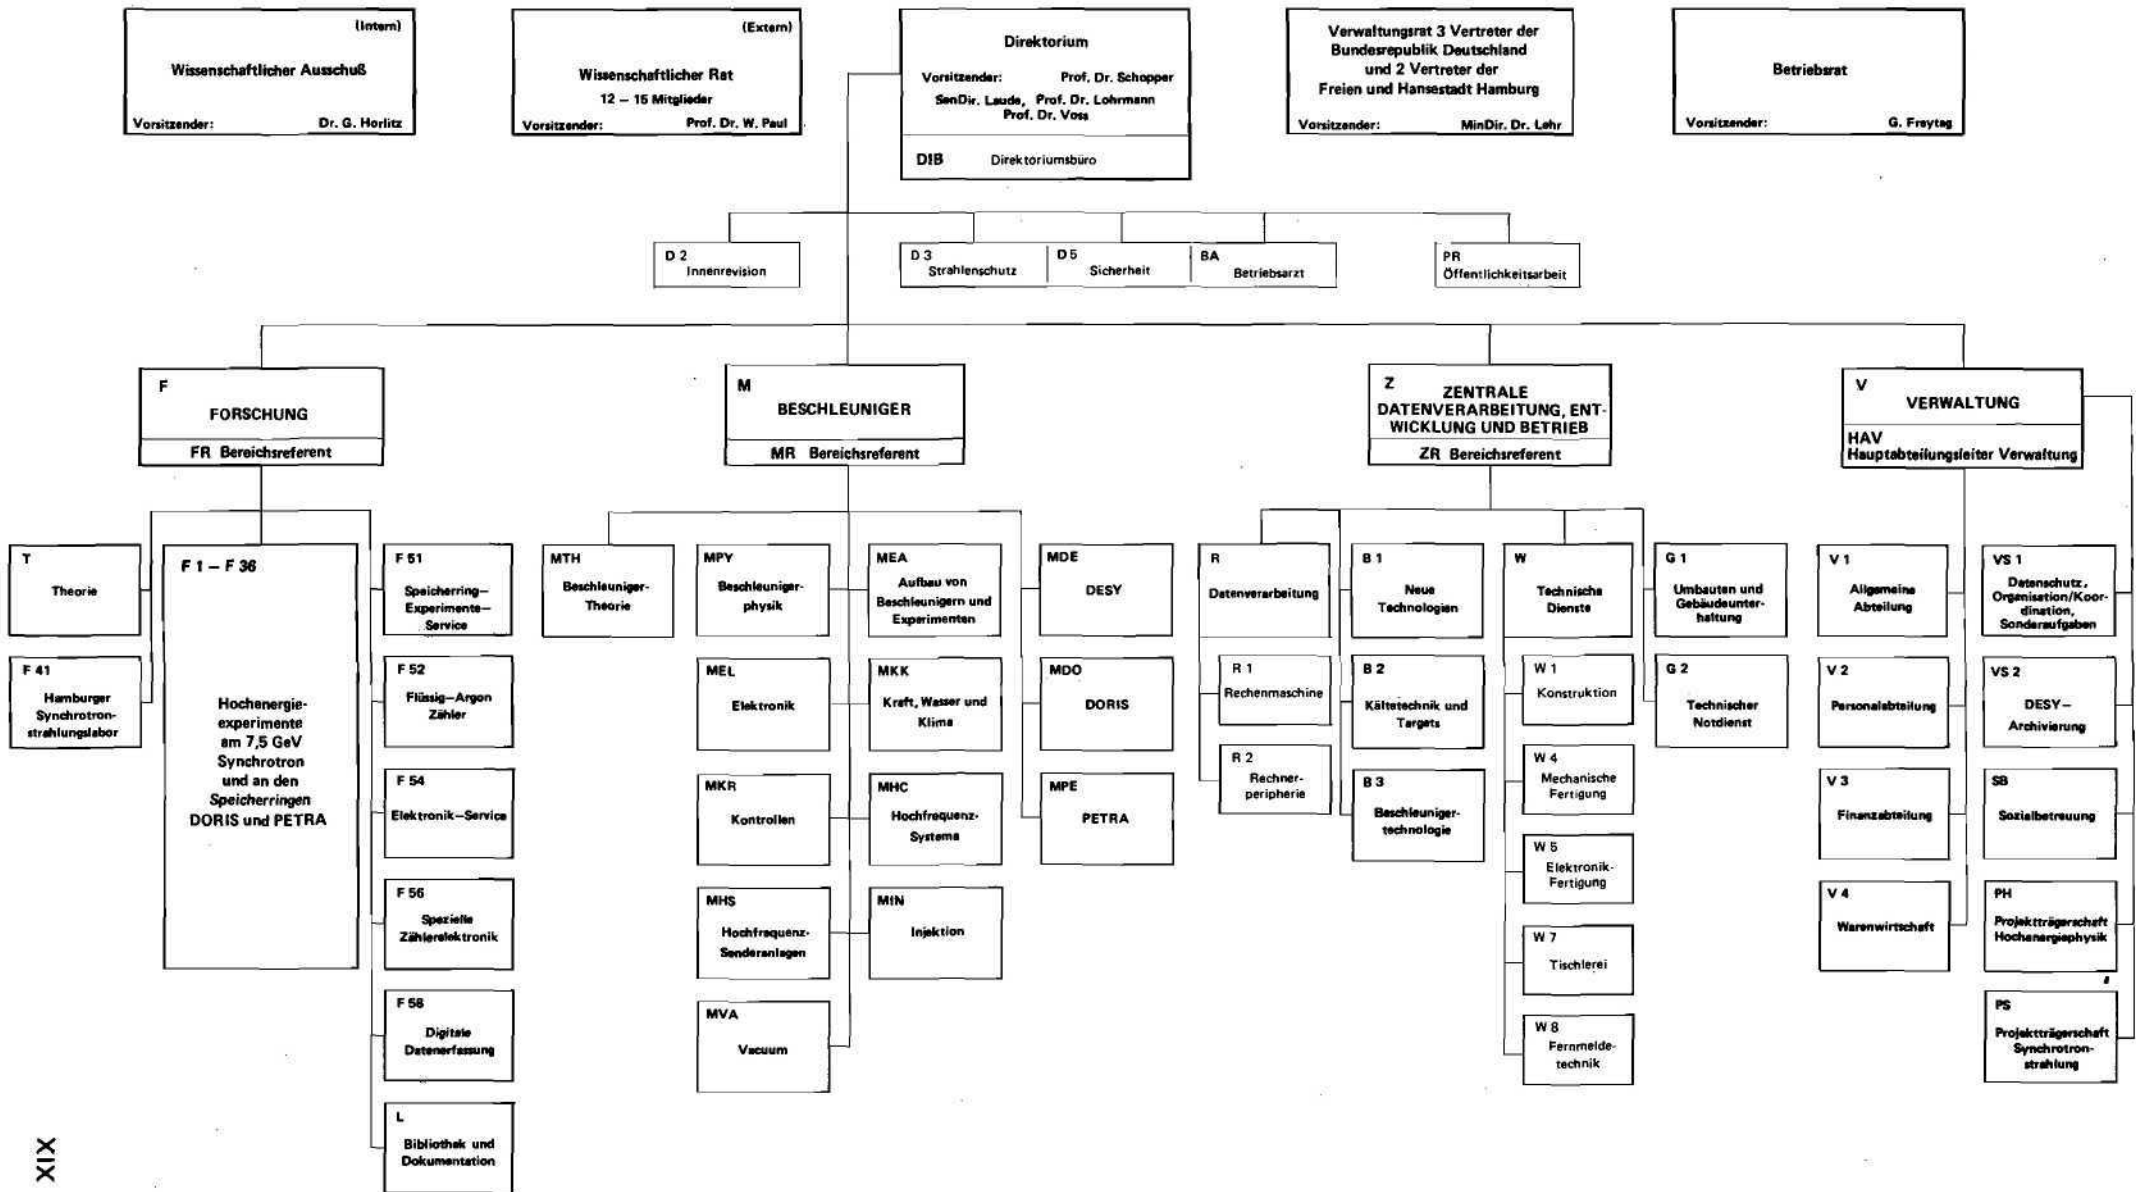 (Intern)
Wissenschaftlicher Ausschuß
Vorsitzender: Dr. G. Horlitz
(Extern)
Wissenschaftlicher Rat
12 – 15 Mitglieder
Vorsitzender: Prof. Dr. W. Paul
Direktorium
Vorsitzender: Prof. Dr. Schopper
SenDir. Laude, Prof. Dr. Lohrmann
Prof. Dr. Voss
DIB Direktoriumsbüro
Verwaltungsrat 3 Vertreter der
Bundesrepublik Deutschland
und 2 Vertreter der
Freien und Hansestadt Hamburg
Vorsitzender: MinDir. Dr. Lehr
Betriebsrat
Vorsitzender: G. Freytag
D 2
Innenrevision
D 3
Strahlenschutz
D 5
Sicherheit
BA
Betriebsarzt
PR
Öffentlichkeitsarbeit
F
FORSCHUNG
FR Bereichsreferent
M
BESCHLEUNIGER
MR Bereichsreferent
Z
ZENTRALE
DATENVERARBEITUNG, ENT-
WICKLUNG UND BETRIEB
ZR Bereichsreferent
V
VERWALTUNG
HAV
Hauptabteilungsleiter Verwaltung
T
Theorie
F 41
Hamburger
Synchrotron-
strahlungslabor
F 1 – F 36
Hochenergie-
experimente
am 7,5 GeV
Synchrotron
und an den
Speicherringen
DORIS und PETRA
F 51
Speicherring–
Experimente–
Service
F 52
Flüssig–Argon
Zähler
F 54
Elektronik–Service
F 56
Spezielle
Zählerelektronik
F 58
Digitale
Datenerfassung
L
Bibliothek und
Dokumentation
MTH
Beschleuniger-
Theorie
MPY
Beschleuniger-
physik
MEL
Elektronik
MKR
Kontrollen
MHS
Hochfrequenz-
Senderanlagen
MVA
Vacuum
MEA
Aufbau von
Beschleunigern und
Experimenten
MKK
Kraft, Wasser und
Klima
MHC
Hochfrequenz-
Systeme
MIN
Injektion
MDE
DESY
MDO
DORIS
MPE
PETRA
R
Datenverarbeitung
R 1
Rechenmaschine
R 2
Rechner-
peripherie
B 1
Neue
Technologien
B 2
Kältetechnik und
Targets
B 3
Beschleuniger-
technologie
W
Technische
Dienste
W 1
Konstruktion
W 4
Mechanische
Fertigung
W 5
Elektronik-
Fertigung
W 7
Tischlerei
W 8
Fernmelde-
technik
G 1
Umbauten und
Gebäudeunter-
haltung
G 2
Technischer
Notdienst
V 1
Allgemeine
Abteilung
V 2
Personalabteilung
V 3
Finanzabteilung
V 4
Warenwirtschaft
VS 1
Datenschutz,
Organisation/Koor-
dination,
Sonderaufgaben
VS 2
DESY–
Archivierung
SB
Sozialbetreuung
PH
Projektträgerschaft
Hochenergiephysik
PS
Projektträgerschaft
Synchrotron-
strahlung
XIX